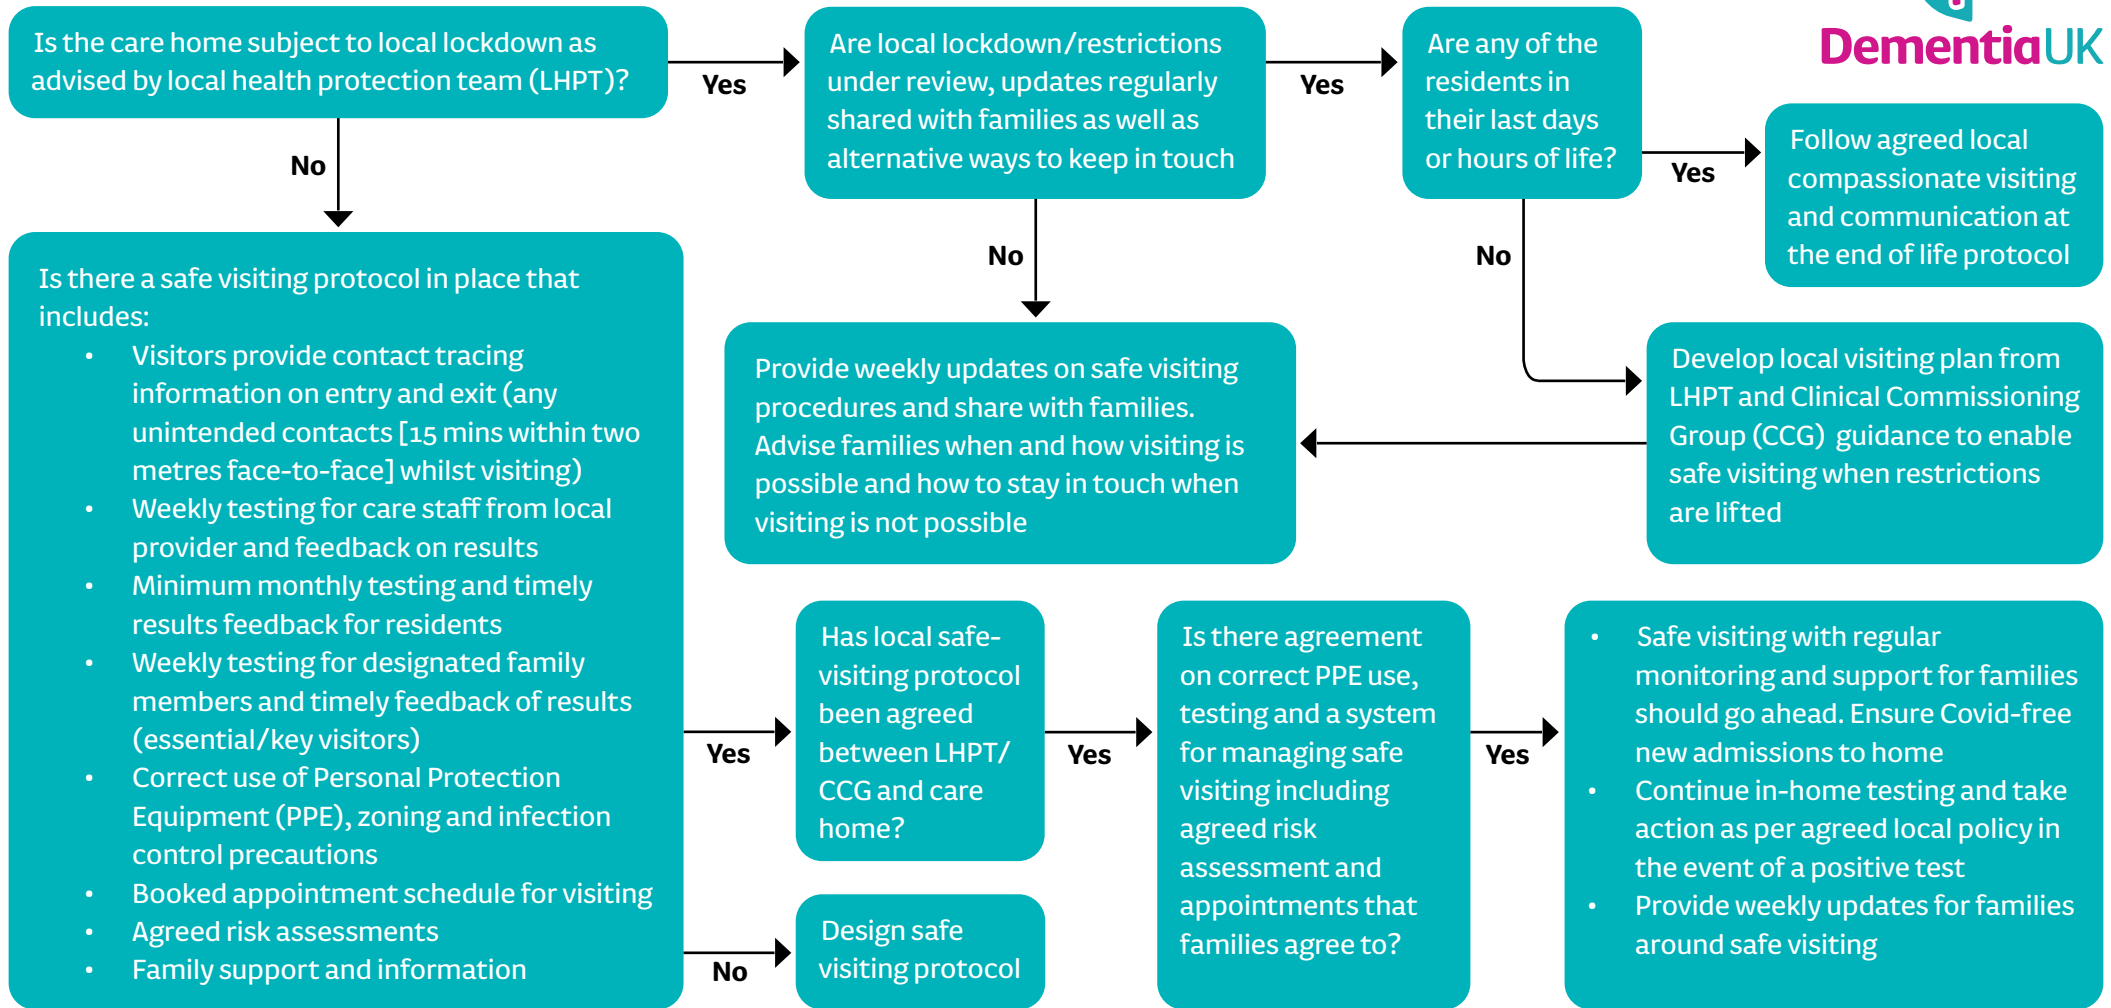 Is the care home subject to local lockdown as
advised by local health protection team (LHPT)?
Yes
Are local lockdown/restrictions
under review, updates regularly
shared with families as well as
alternative ways to keep in touch
Yes
Are any of the
residents in
their last days
or hours of life?
DementiaUK
Yes
Follow agreed local
compassionate visiting
and communication at
the end of life protocol
No
No
No
Is there a safe visiting protocol in place that
includes:
• Visitors provide contact tracing
information on entry and exit (any
unintended contacts [15 mins within two
metres face-to-face] whilst visiting)
• Weekly testing for care staff from local
provider and feedback on results
• Minimum monthly testing and timely
results feedback for residents
• Weekly testing for designated family
members and timely feedback of results
(essential/key visitors)
• Correct use of Personal Protection
Equipment (PPE), zoning and infection
control precautions
• Booked appointment schedule for visiting
• Agreed risk assessments
• Family support and information
Provide weekly updates on safe visiting
procedures and share with families.
Advise families when and how visiting is
possible and how to stay in touch when
visiting is not possible
Develop local visiting plan from
LHPT and Clinical Commissioning
Group (CCG) guidance to enable
safe visiting when restrictions
are lifted
Yes
Has local safe-
visiting protocol
been agreed
between LHPT/
CCG and care
home?
Yes
Is there agreement
on correct PPE use,
testing and a system
for managing safe
visiting including
agreed risk
assessment and
appointments that
families agree to?
Yes
• Safe visiting with regular
monitoring and support for families
should go ahead. Ensure Covid-free
new admissions to home
• Continue in-home testing and take
action as per agreed local policy in
the event of a positive test
• Provide weekly updates for families
around safe visiting
No
Design safe
visiting protocol